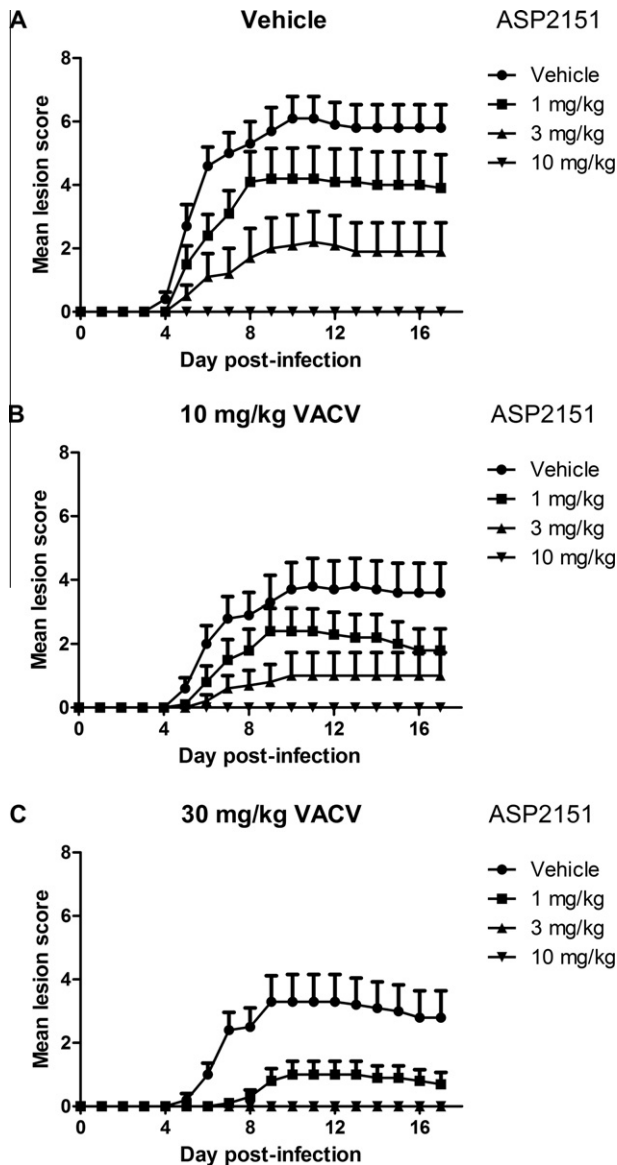 A Vehicle ASP2151
Mean lesion score
8
6
4
2
0
0 4 8 12 16
Day post-infection
Vehicle
1 mg/kg
3 mg/kg
10 mg/kg
B 10 mg/kg VACV ASP2151
Mean lesion score
8
6
4
2
0
0 4 8 12 16
Day post-infection
Vehicle
1 mg/kg
3 mg/kg
10 mg/kg
C 30 mg/kg VACV ASP2151
Mean lesion score
8
6
4
2
0
0 4 8 12 16
Day post-infection
Vehicle
1 mg/kg
3 mg/kg
10 mg/kg